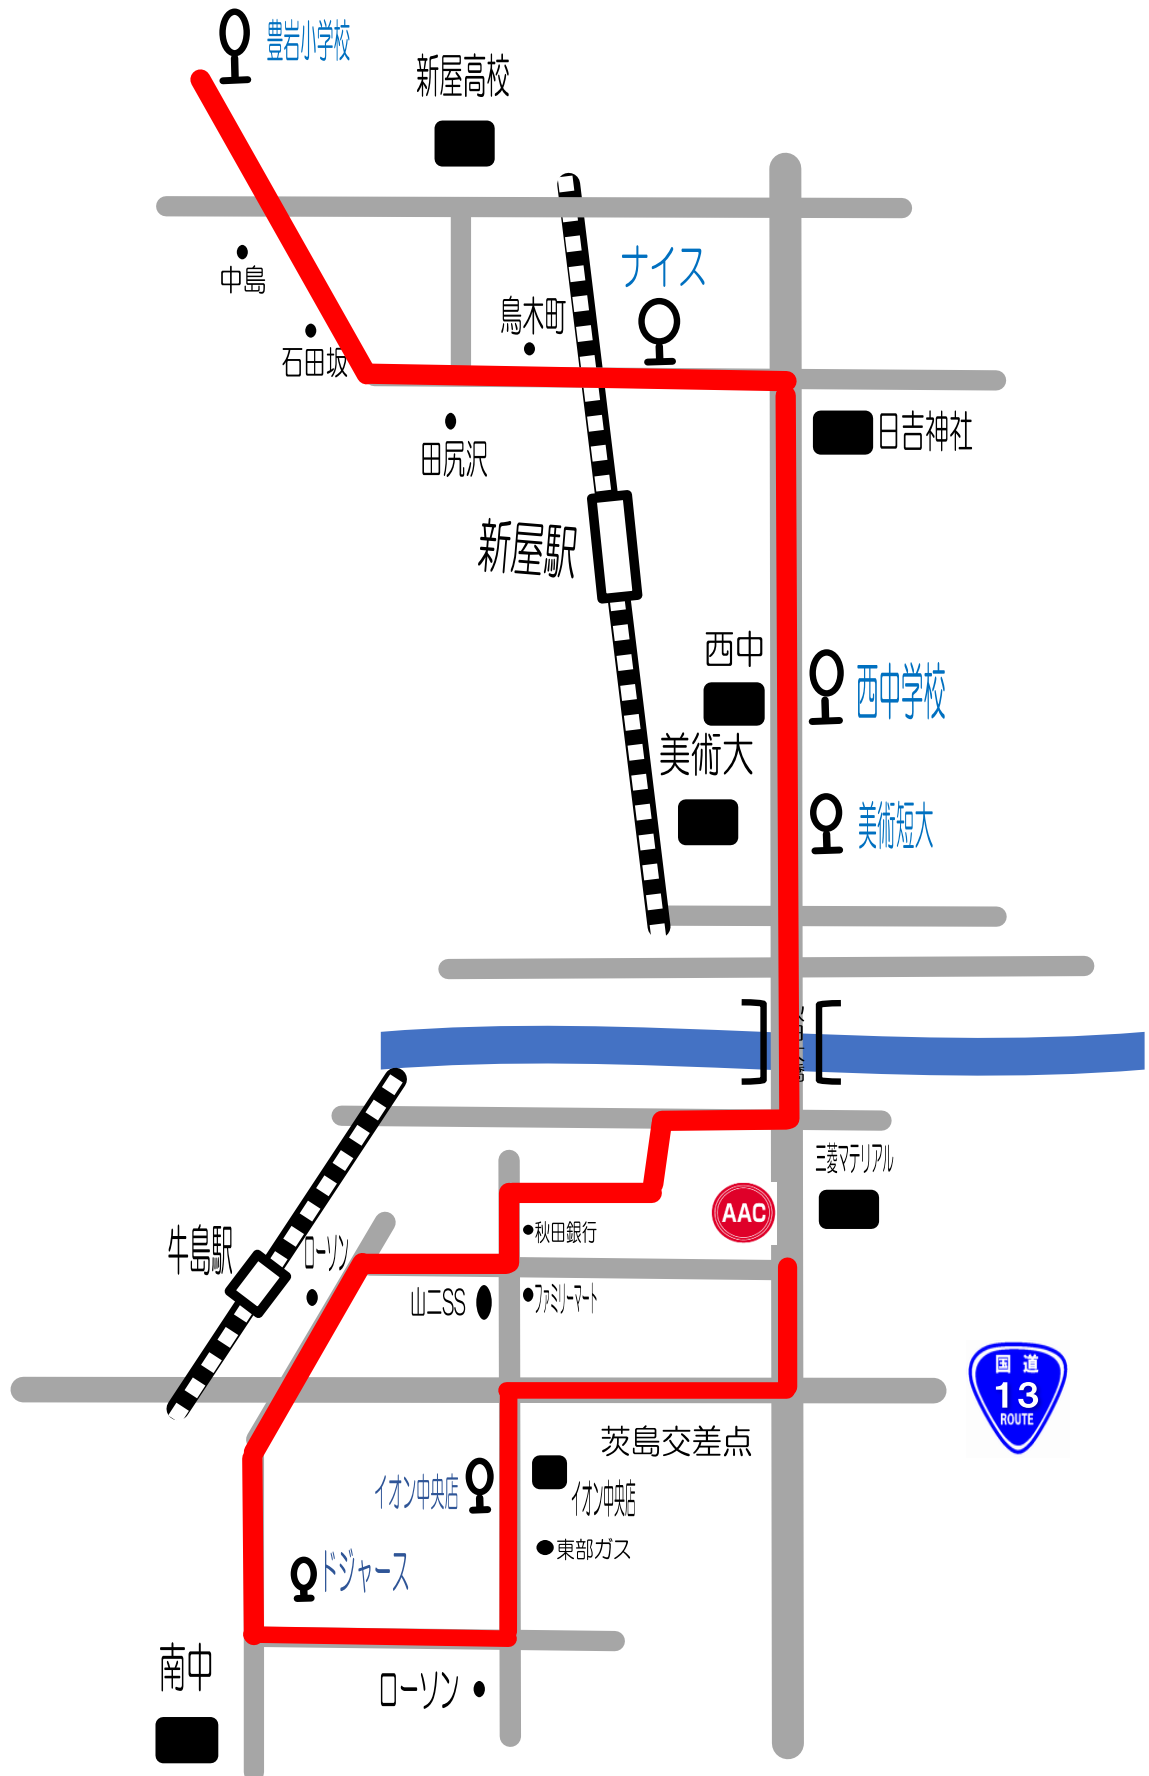 豊岩小学校
新屋高校
中島
ナイス
鳥木町
石田坂
日吉神社
田尻沢
新屋駅
西中
西中学校
美術大
美術短大
三菱マテリアル
AAC
秋田銀行
牛島駅
ローソン
山二SS
ファミリーマート
国道
13
ROUTE
茨島交差点
イオン中央店
イオン中央店
東部ガス
ドジャース
南中
ローソン